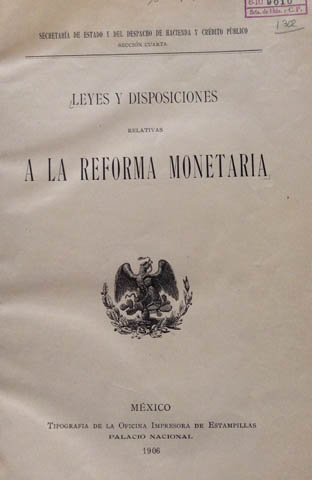 SECRETARÍA DE ESTADO Y DEL DESPACHO DE HACIENDA Y CRÉDITO PÚBLICO
SECCIÓN CUARTA
LEYES Y DISPOSICIONES
RELATIVAS
A LA REFORMA MONETARIA
MÉXICO
TIPOGRAFÍA DE LA OFICINA IMPRESORA DE ESTAMPILLAS
PALACIO NACIONAL
1906